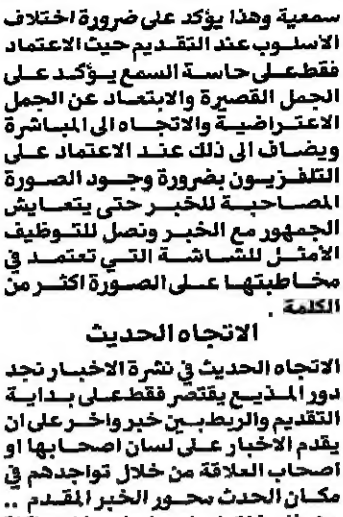 سمعية وهذا يؤكد على ضرورة اختلاف
الاسلوب عند التقديم حيث الاعتماد
فقط على حاسة السمع يؤكد على
الجمل القصيرة والابتعاد عن الجمل
الاعتراضية والاتجاه الى المباشرة
ويضاف الى ذلك عند الاعتماد على
التلفزيون بضرورة وجود الصورة
المصاحبة للخبر حتى يتعايش
الجمهور مع الخبر ونصل للتوظيف
الأمثل للشاشة التي تعتمد في
مخاطبتها على الصورة اكثر من
الكلمة .
الاتجاه الحديث
الاتجاه الحديث في نشرة الاخبار نجد
دور المذيع يقتصر فقط على بداية
التقديم والربط بين خبر واخر على ان
يقدم الاخبار على لسان اصحابها او
اصحاب العلاقة من خلال تواجدهم في
مكان الحدث محور الخبر المقدم ..